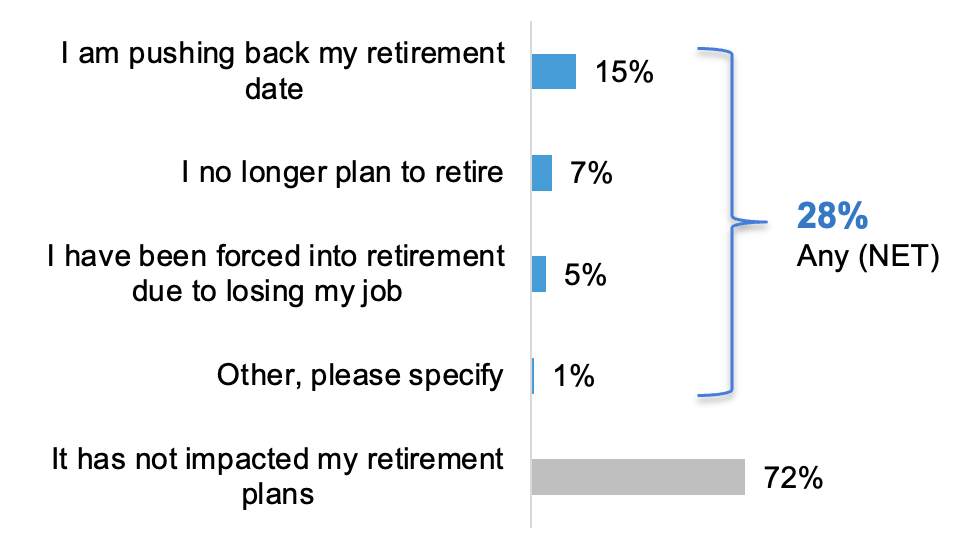 I am pushing back my retirement
date
15%
I no longer plan to retire
7%
I have been forced into retirement
due to losing my job
5%
Other, please specify
1%
It has not impacted my retirement
plans
72%
28%
Any (NET)